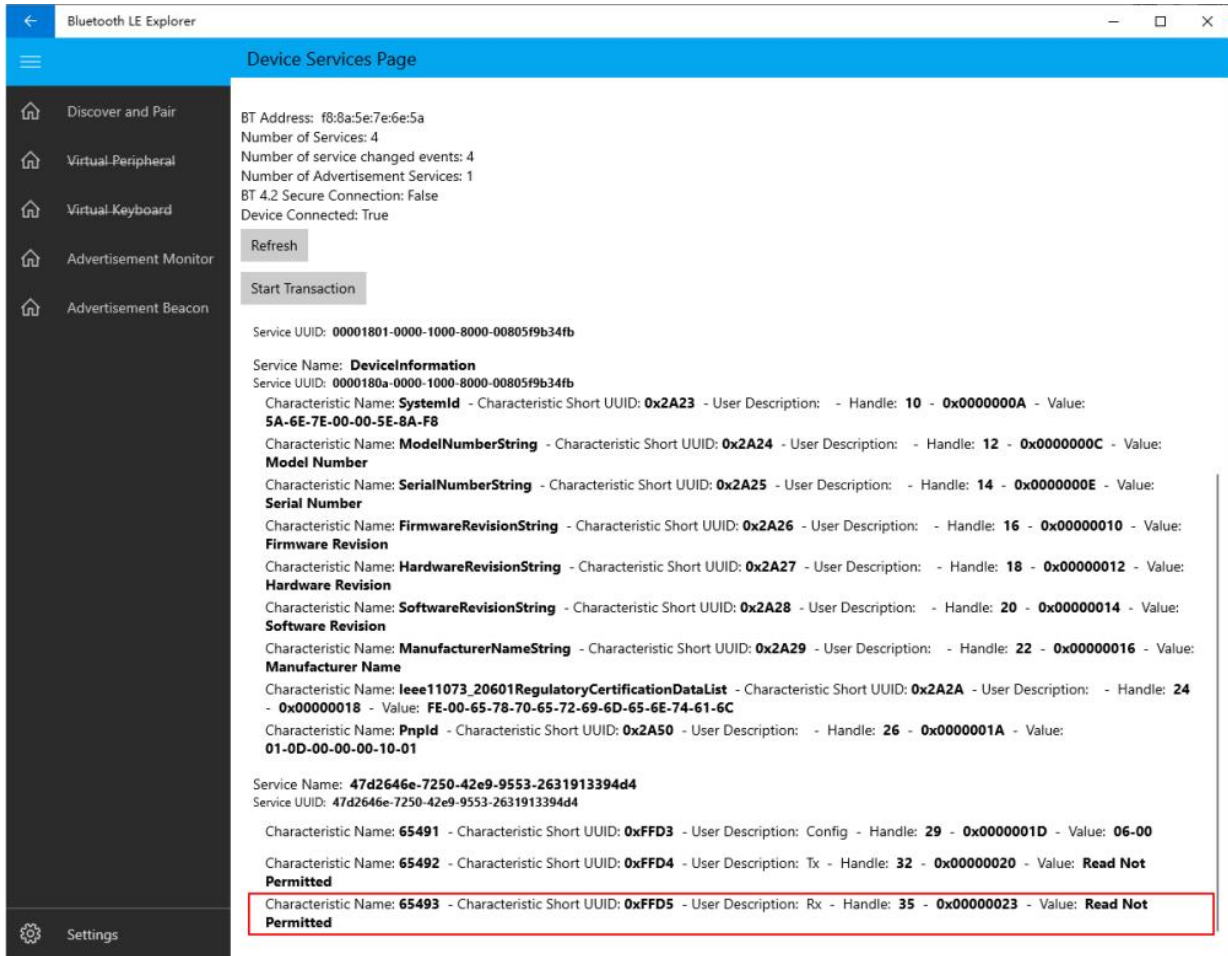 Bluetooth LE Explorer
Device Services Page
Discover and Pair
Virtual Peripheral
Virtual Keyboard
Advertisement Monitor
Advertisement Beacon
Settings
BT Address: f8:8a:5e:7e:6e:5a
Number of Services: 4
Number of service changed events: 4
Number of Advertisement Services: 1
BT 4.2 Secure Connection: False
Device Connected: True
Refresh
Start Transaction
Service UUID: 00001801-0000-1000-8000-00805f9b34fb
Service Name: DeviceInformation
Service UUID: 0000180a-0000-1000-8000-00805f9b34fb
Characteristic Name: SystemId - Characteristic Short UUID: 0x2A23 - User Description: - Handle: 10 - 0x0000000A - Value:
5A-6E-7E-00-00-5E-8A-F8
Characteristic Name: ModelNumberString - Characteristic Short UUID: 0x2A24 - User Description: - Handle: 12 - 0x0000000C - Value:
Model Number
Characteristic Name: SerialNumberString - Characteristic Short UUID: 0x2A25 - User Description: - Handle: 14 - 0x0000000E - Value:
Serial Number
Characteristic Name: FirmwareRevisionString - Characteristic Short UUID: 0x2A26 - User Description: - Handle: 16 - 0x00000010 - Value:
Firmware Revision
Characteristic Name: HardwareRevisionString - Characteristic Short UUID: 0x2A27 - User Description: - Handle: 18 - 0x00000012 - Value:
Hardware Revision
Characteristic Name: SoftwareRevisionString - Characteristic Short UUID: 0x2A28 - User Description: - Handle: 20 - 0x00000014 - Value:
Software Revision
Characteristic Name: ManufacturerNameString - Characteristic Short UUID: 0x2A29 - User Description: - Handle: 22 - 0x00000016 - Value:
Manufacturer Name
Characteristic Name: Ieee11073_20601RegulatoryCertificationDataList - Characteristic Short UUID: 0x2A2A - User Description: - Handle: 24
- 0x00000018 - Value: FE-00-65-78-70-65-72-69-6D-65-6E-74-61-6C
Characteristic Name: PnpId - Characteristic Short UUID: 0x2A50 - User Description: - Handle: 26 - 0x0000001A - Value:
01-0D-00-00-00-10-01
Service Name: 47d2646e-7250-42e9-9553-2631913394d4
Service UUID: 47d2646e-7250-42e9-9553-2631913394d4
Characteristic Name: 65491 - Characteristic Short UUID: 0xFFD3 - User Description: Config - Handle: 29 - 0x0000001D - Value: 06-00
Characteristic Name: 65492 - Characteristic Short UUID: 0xFFD4 - User Description: Tx - Handle: 32 - 0x00000020 - Value: Read Not
Permitted
Characteristic Name: 65493 - Characteristic Short UUID: 0xFFD5 - User Description: Rx - Handle: 35 - 0x00000023 - Value: Read Not
Permitted